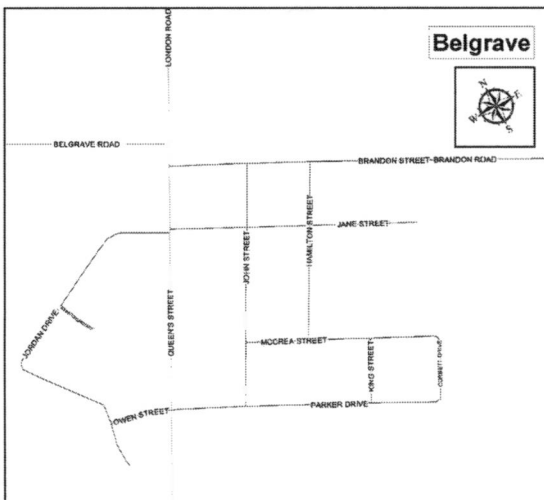 LONDON ROAD
Belgrave
N
E
W
S
BELGRAVE ROAD
BRANDON STREET-BRANDON ROAD
JANE STREET
HAMILTON STREET
JOHN STREET
QUEEN'S STREET
JORDAN DRIVE
MCCREA STREET
KING STREET
CORBETT DRIVE
PARKER DRIVE
OWEN STREET